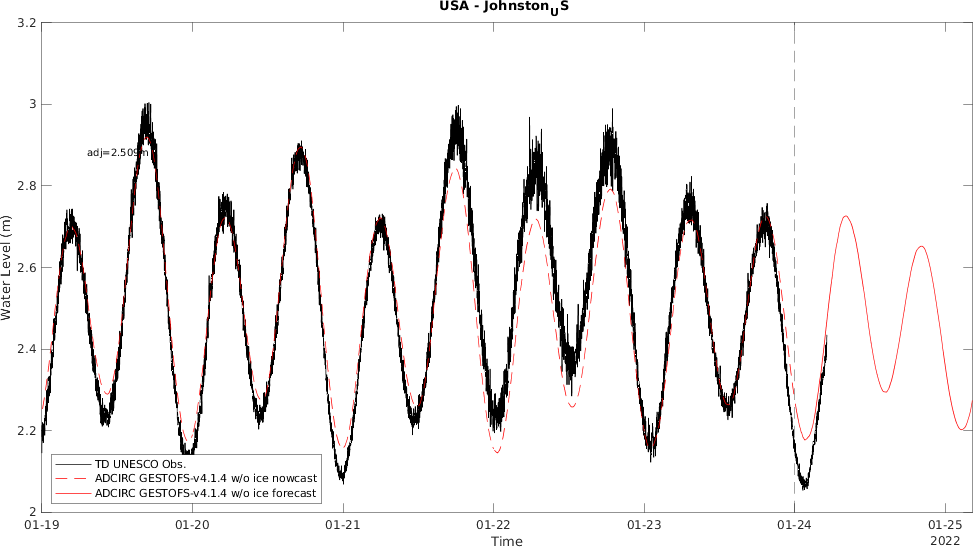 USA - Johnston_US
3.2
3
2.8
2.6
2.4
2.2
2
Water Level (m)
adj=2.509m
TD UNESCO Obs.
ADCIRC GESTOFS-v4.1.4 w/o ice nowcast
ADCIRC GESTOFS-v4.1.4 w/o ice forecast
01-19
01-20
01-21
01-22
01-23
01-24
01-25
Time
2022